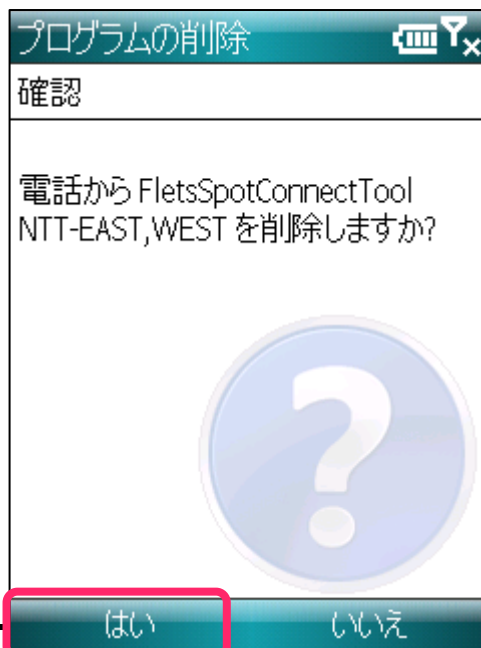 プログラムの削除
確認
電話から FletsSpotConnectTool
NTT-EAST,WEST を削除しますか?
はい いいえ